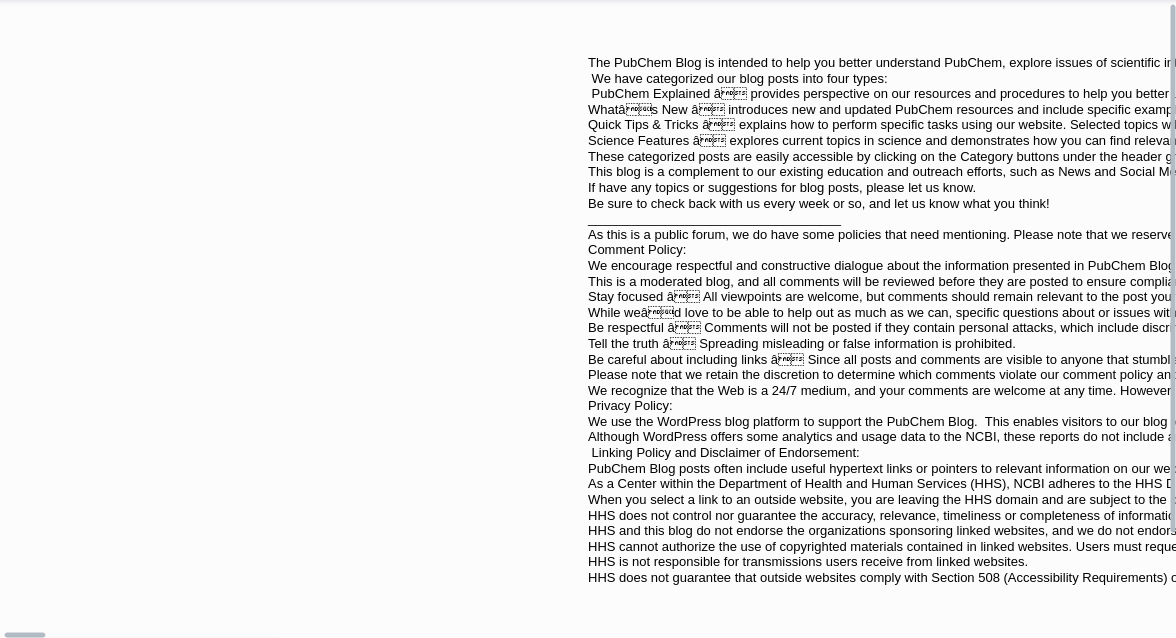 The PubChem Blog is intended to help you better understand PubChem, explore issues of scientific in
We have categorized our blog posts into four types:
PubChem Explained â provides perspective on our resources and procedures to help you better
Whatâs New â introduces new and updated PubChem resources and include specific examp
Quick Tips & Tricks â explains how to perform specific tasks using our website. Selected topics w
Science Features â explores current topics in science and demonstrates how you can find releva
These categorized posts are easily accessible by clicking on the Category buttons under the header g
This blog is a complement to our existing education and outreach efforts, such as News and Social Me
If have any topics or suggestions for blog posts, please let us know.
Be sure to check back with us every week or so, and let us know what you think!
___________________________________
As this is a public forum, we do have some policies that need mentioning. Please note that we reserve
Comment Policy:
We encourage respectful and constructive dialogue about the information presented in PubChem Blog
This is a moderated blog, and all comments will be reviewed before they are posted to ensure complia
Stay focused â All viewpoints are welcome, but comments should remain relevant to the post you
While weâd love to be able to help out as much as we can, specific questions about or issues with
Be respectful â Comments will not be posted if they contain personal attacks, which include discri
Tell the truth â Spreading misleading or false information is prohibited.
Be careful about including links â Since all posts and comments are visible to anyone that stumbl
Please note that we retain the discretion to determine which comments violate our comment policy an
We recognize that the Web is a 24/7 medium, and your comments are welcome at any time. However
Privacy Policy:
We use the WordPress blog platform to support the PubChem Blog.  This enables visitors to our blog
Although WordPress offers some analytics and usage data to the NCBI, these reports do not include a
Linking Policy and Disclaimer of Endorsement:
PubChem Blog posts often include useful hypertext links or pointers to relevant information on our we
As a Center within the Department of Health and Human Services (HHS), NCBI adheres to the HHS D
When you select a link to an outside website, you are leaving the HHS domain and are subject to the
HHS does not control nor guarantee the accuracy, relevance, timeliness or completeness of informatio
HHS and this blog do not endorse the organizations sponsoring linked websites, and we do not endors
HHS cannot authorize the use of copyrighted materials contained in linked websites. Users must reque
HHS is not responsible for transmissions users receive from linked websites.
HHS does not guarantee that outside websites comply with Section 508 (Accessibility Requirements) o